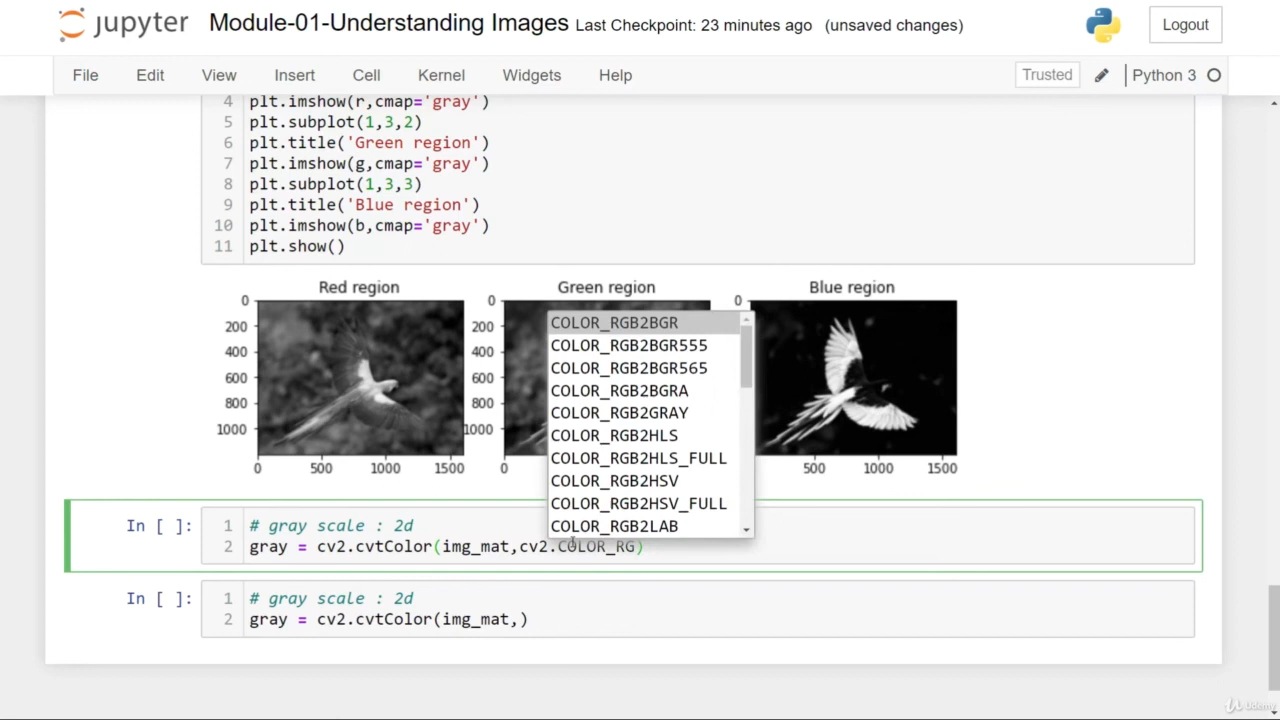 jupyter Module-01-Understanding Images Last Checkpoint: 23 minutes ago (unsaved changes) Logout
File Edit View Insert Cell Kernel Widgets Help Trusted Python 3
4 plt.imshow(r,cmap='gray')
5 plt.subplot(1,3,2)
6 plt.title('Green region')
7 plt.imshow(g,cmap='gray')
8 plt.subplot(1,3,3)
9 plt.title('Blue region')
10 plt.imshow(b,cmap='gray')
11 plt.show()
Red region Green region Blue region
0 0 0
200 200
400 400
600 600
800 800
1000 1000
0 500 1000 1500 0 500 1000 1500
COLOR_RGB2BGR
COLOR_RGB2BGR555
COLOR_RGB2BGR565
COLOR_RGB2BGRA
COLOR_RGB2GRAY
COLOR_RGB2HLS
COLOR_RGB2HLS_FULL
COLOR_RGB2HSV
COLOR_RGB2HSV_FULL
COLOR_RGB2LAB
In [ ]: 1 # gray scale : 2d
2 gray = cv2.cvtColor(img_mat,cv2.COLOR_RG)
In [ ]: 1 # gray scale : 2d
2 gray = cv2.cvtColor(img_mat,)
Udemy